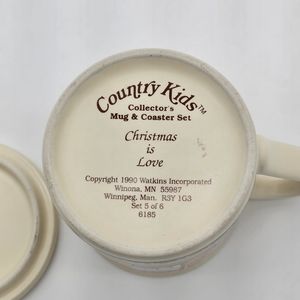 Country Kids™
Collector's
Mug & Coaster Set
Christmas
is
Love
Copyright 1990 Watkins Incorporated
Winona, MN 55987
Winnipeg, Man. R3Y 1G3
Set 5 of 6
6185